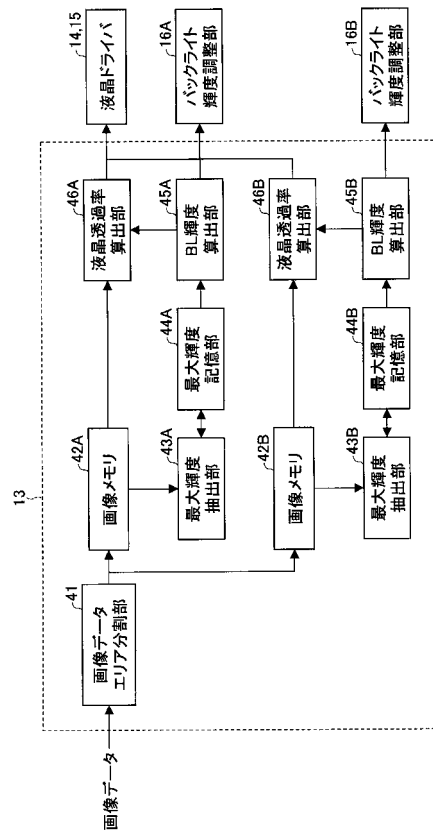 13
画像データ
41
画像データ
エリア分割部
42A
画像メモリ
43A
最大輝度
抽出部
44A
最大輝度
記憶部
45A
BL輝度
算出部
46A
液晶透過率
算出部
14,15
液晶ドライバ
16A
バックライト
輝度調整部
42B
画像メモリ
43B
最大輝度
抽出部
44B
最大輝度
記憶部
45B
BL輝度
算出部
46B
液晶透過率
算出部
16B
バックライト
輝度調整部